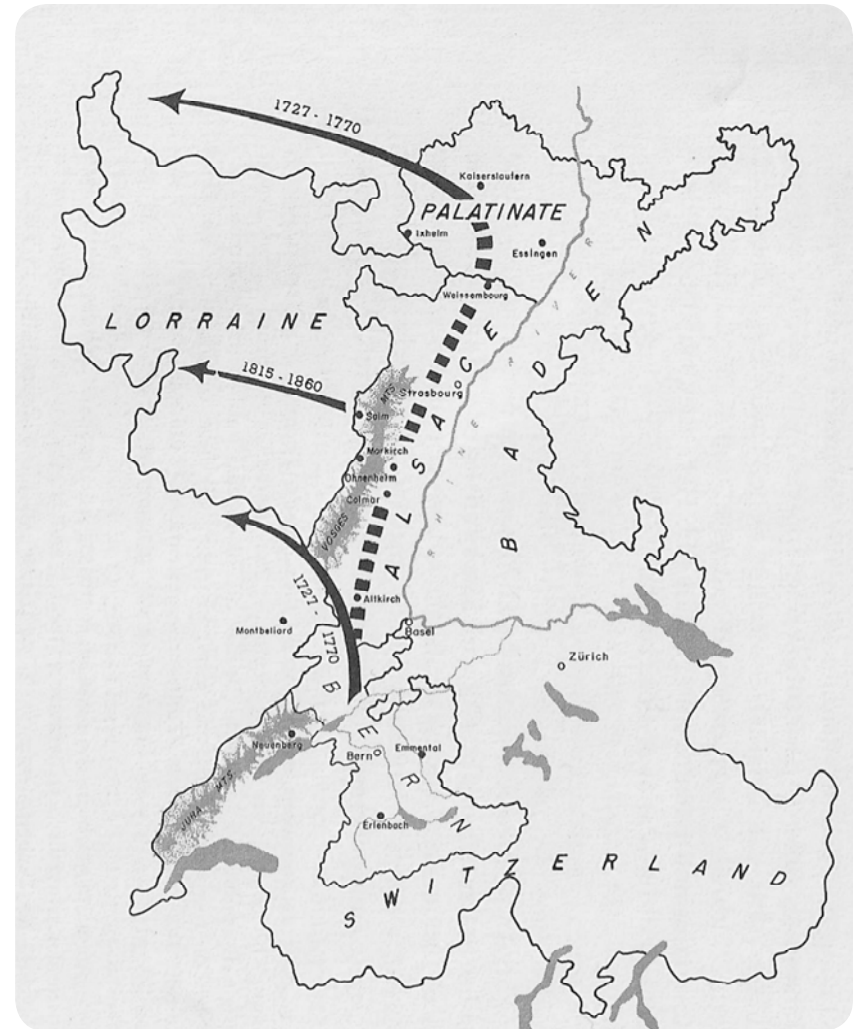 1727 - 1770
Kaiserslautern
PALATINATE
Ixheim
Essingen
Weissembourg
LORRAINE
BADEN
RHINE RIVER
ALSACE
1815 - 1860
MTS
Strasbourg
Salm
Markirch
Ohnenheim
Colmar
VOSGES
1727 - 1770
Altkirch
Montbeliard
Basel
Zürich
BERN
Neuenberg
Bern
Emmental
JURA MTS
Erlenbach
SWITZERLAND